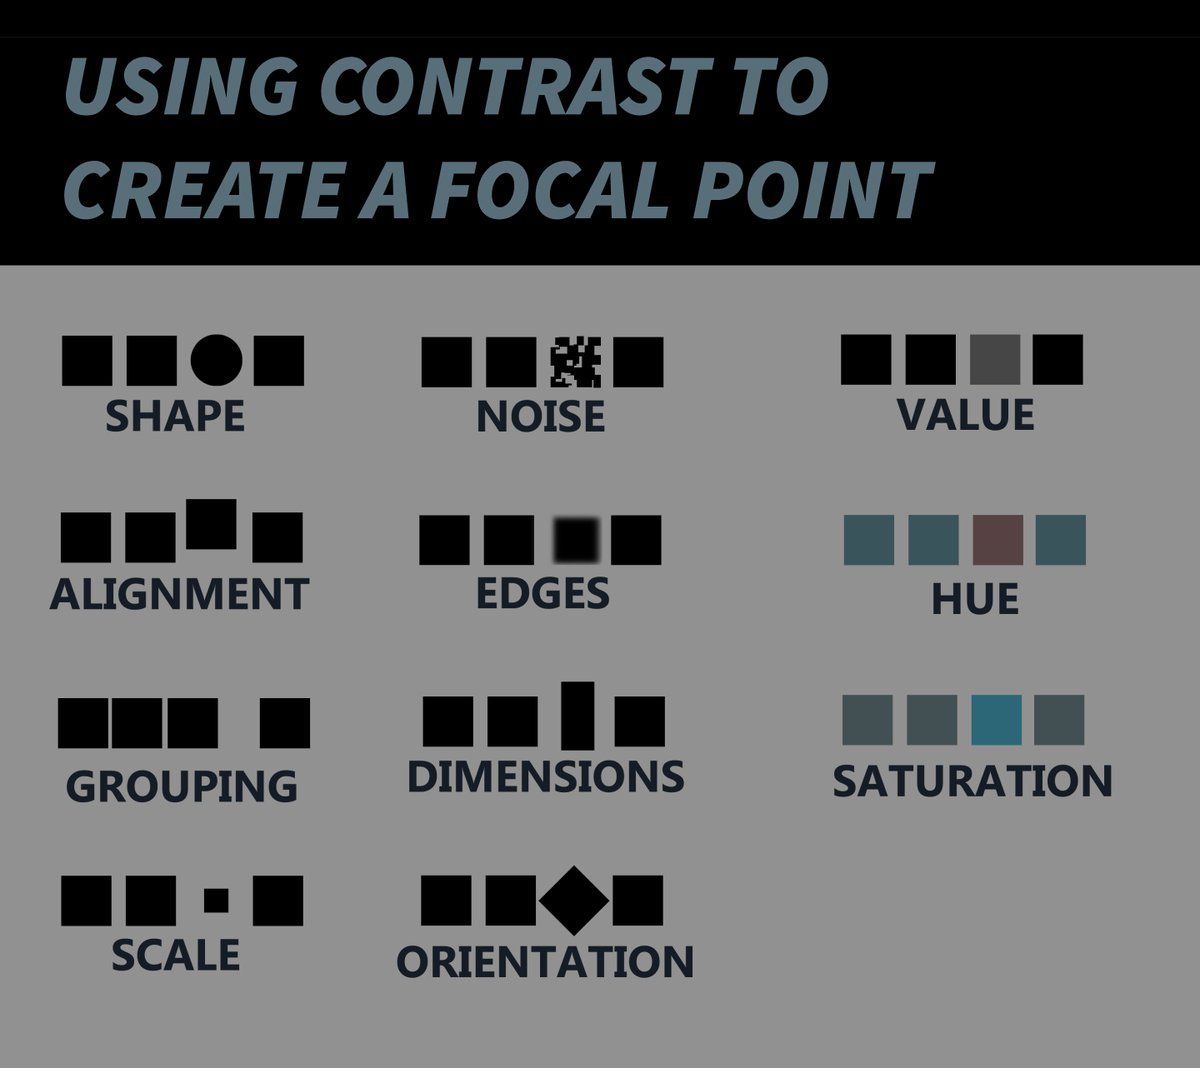 USING CONTRAST TO
CREATE A FOCAL POINT
SHAPE
NOISE
VALUE
ALIGNMENT
EDGES
HUE
GROUPING
DIMENSIONS
SATURATION
SCALE
ORIENTATION